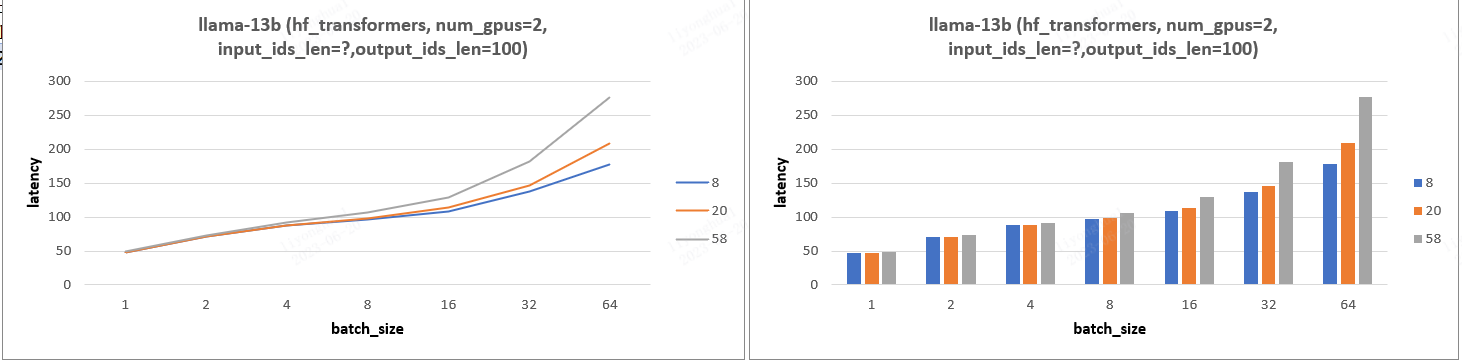 llama-13b (hf_transformers, num_gpus=2,
input_ids_len=?,output_ids_len=100)
300
250
200
150
100
50
0
latency
1 2 4 8 16 32 64
batch_size
8
20
58
llama-13b (hf_transformers, num_gpus=2,
input_ids_len=?,output_ids_len=100)
300
250
200
150
100
50
0
latency
1 2 4 8 16 32 64
batch_size
8
20
58